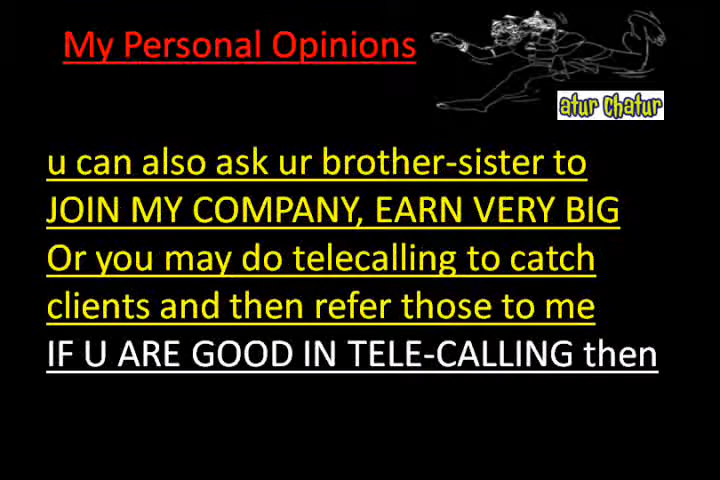 My Personal Opinions
atur chatur
u can also ask ur brother-sister to
JOIN MY COMPANY, EARN VERY BIG
Or you may do telecalling to catch
clients and then refer those to me
IF U ARE GOOD IN TELE-CALLING then